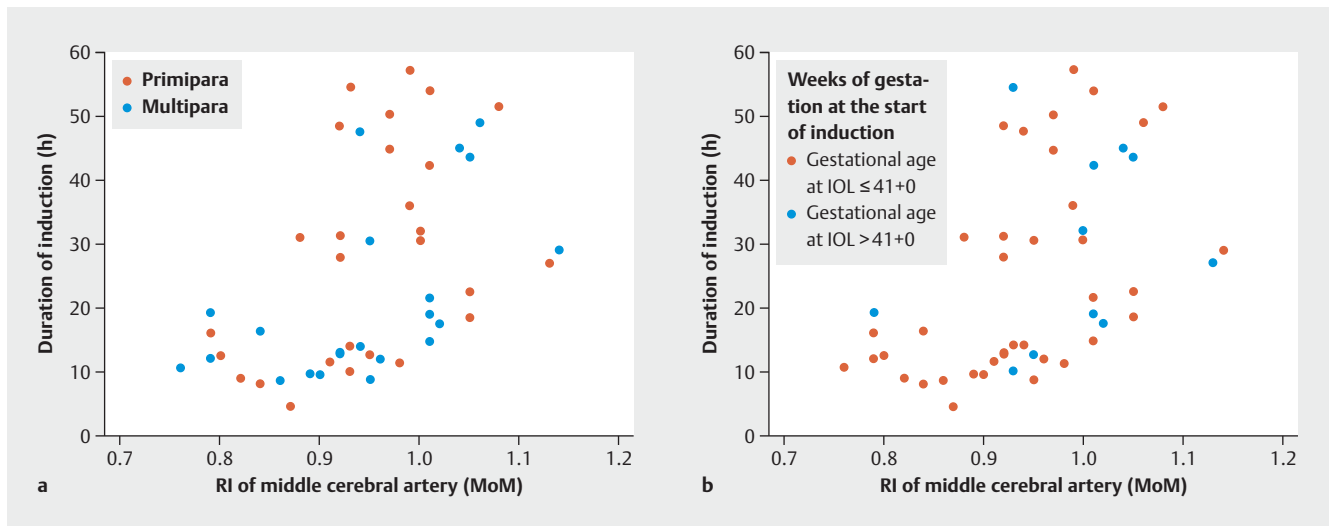 60
50
40
30
20
10
0
Duration of induction (h)
Primipara
Multipara
0.7 0.8 0.9 1.0 1.1 1.2
a RI of middle cerebral artery (MoM)
60
50
40
30
20
10
0
Duration of induction (h)
Weeks of gesta-
tion at the start
of induction
Gestational age
at IOL ≤ 41+0
Gestational age
at IOL > 41+0
0.7 0.8 0.9 1.0 1.1 1.2
b RI of middle cerebral artery (MoM)